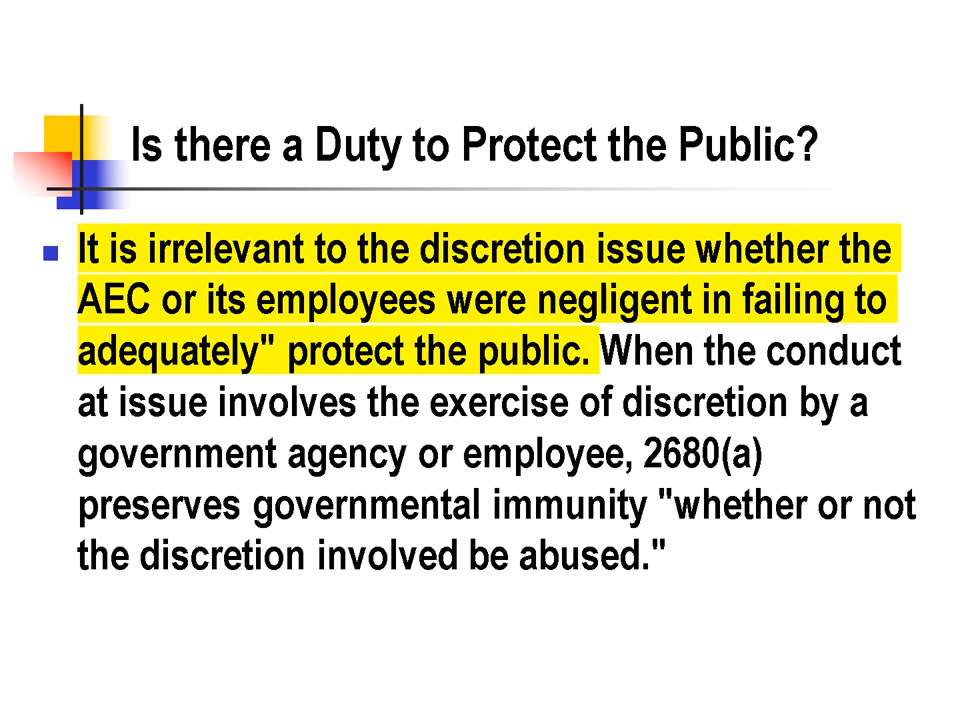 Is there a Duty to Protect the Public?
It is irrelevant to the discretion issue whether the
AEC or its employees were negligent in failing to
adequately" protect the public. When the conduct
at issue involves the exercise of discretion by a
government agency or employee, 2680(a)
preserves governmental immunity "whether or not
the discretion involved be abused."